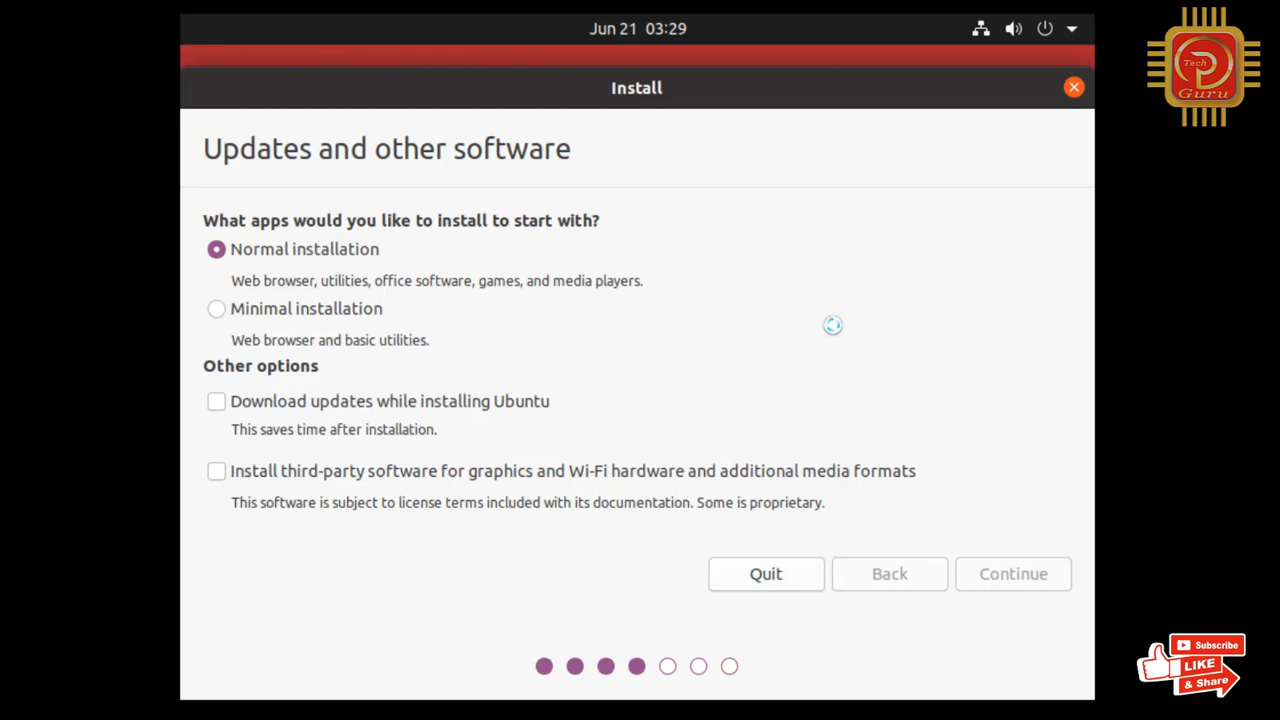 Jun 21 03:29
Install
Updates and other software
What apps would you like to install to start with?
Normal installation
Web browser, utilities, office software, games, and media players.
Minimal installation
Web browser and basic utilities.
Other options
Download updates while installing Ubuntu
This saves time after installation.
Install third-party software for graphics and Wi-Fi hardware and additional media formats
This software is subject to license terms included with its documentation. Some is proprietary.
Quit
Back
Continue
Tech
P
Guru
Subscribe
LIKE
& Share